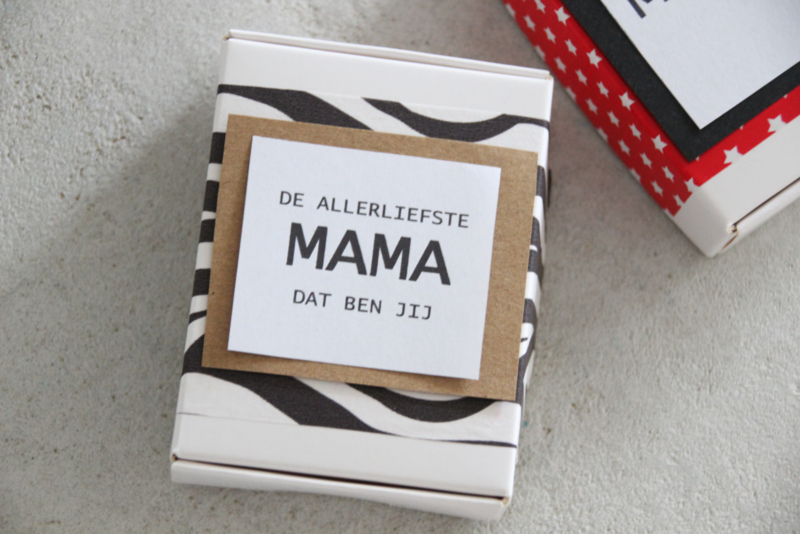 DE ALLERLIEFSTE
MAMA
DAT BEN JIJ